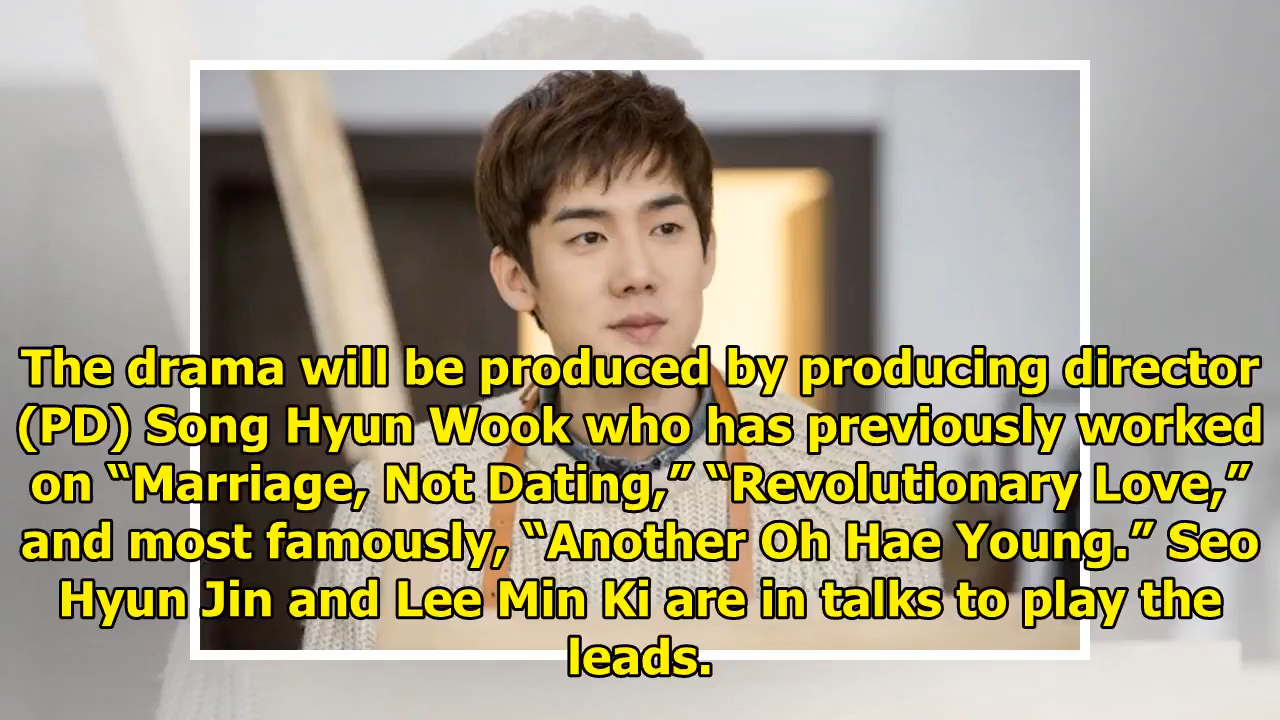 The drama will be produced by producing director
(PD) Song Hyun Wook who has previously worked
on “Marriage, Not Dating,” “Revolutionary Love,”
and most famously, “Another Oh Hae Young.” Seo
Hyun Jin and Lee Min Ki are in talks to play the
leads.